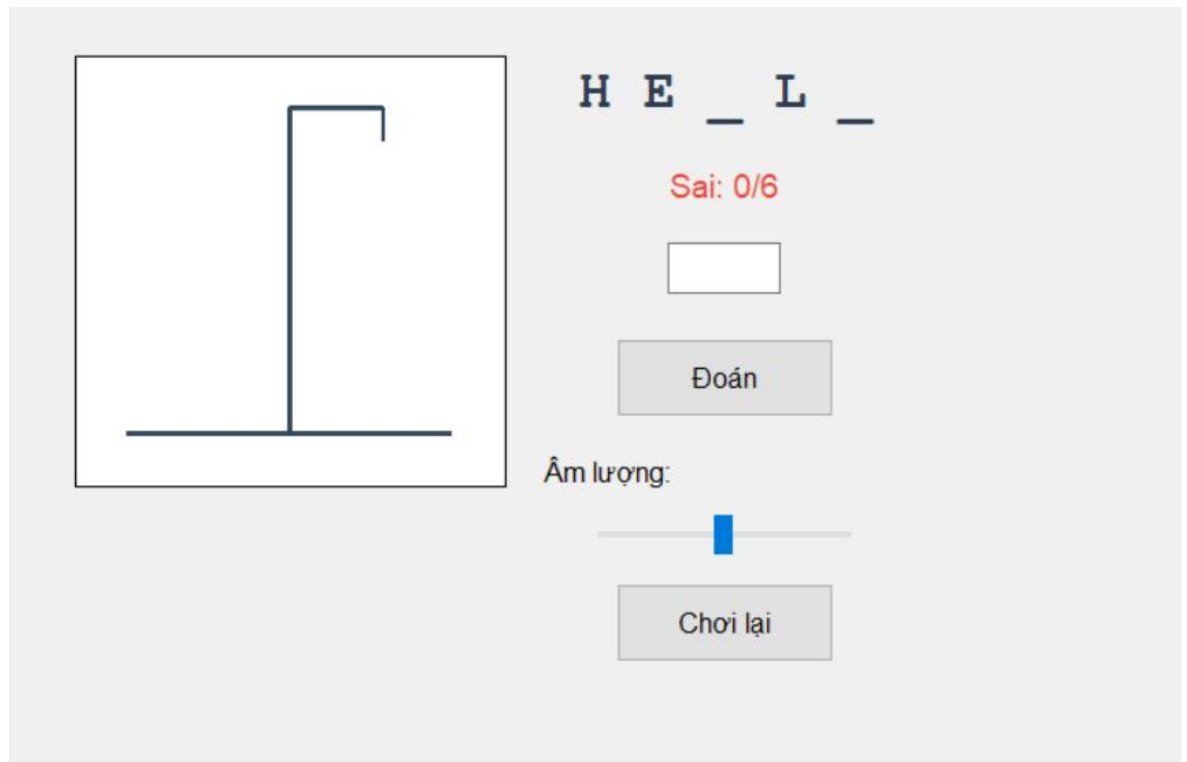 H E _ L _
Sai: 0/6
Đoán
Âm lượng:
Chơi lại